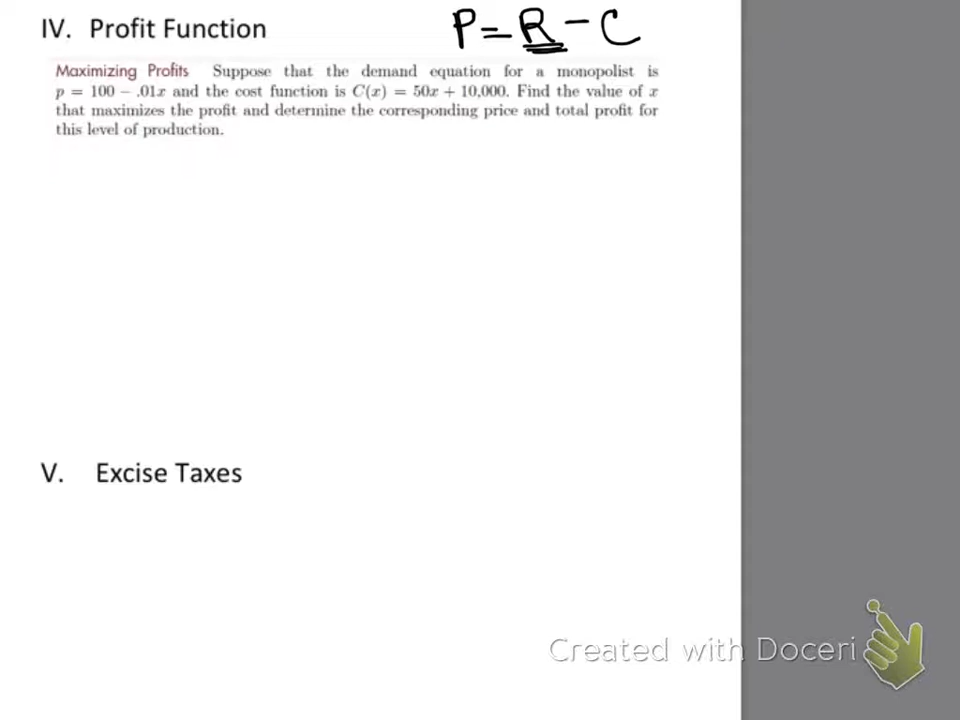 IV. Profit Function
P = R - C
Maximizing Profits Suppose that the demand equation for a monopolist is
p = 100 − .01x and the cost function is C(x) = 50x + 10,000. Find the value of x
that maximizes the profit and determine the corresponding price and total profit for
this level of production.
V. Excise Taxes
Created with Doceri